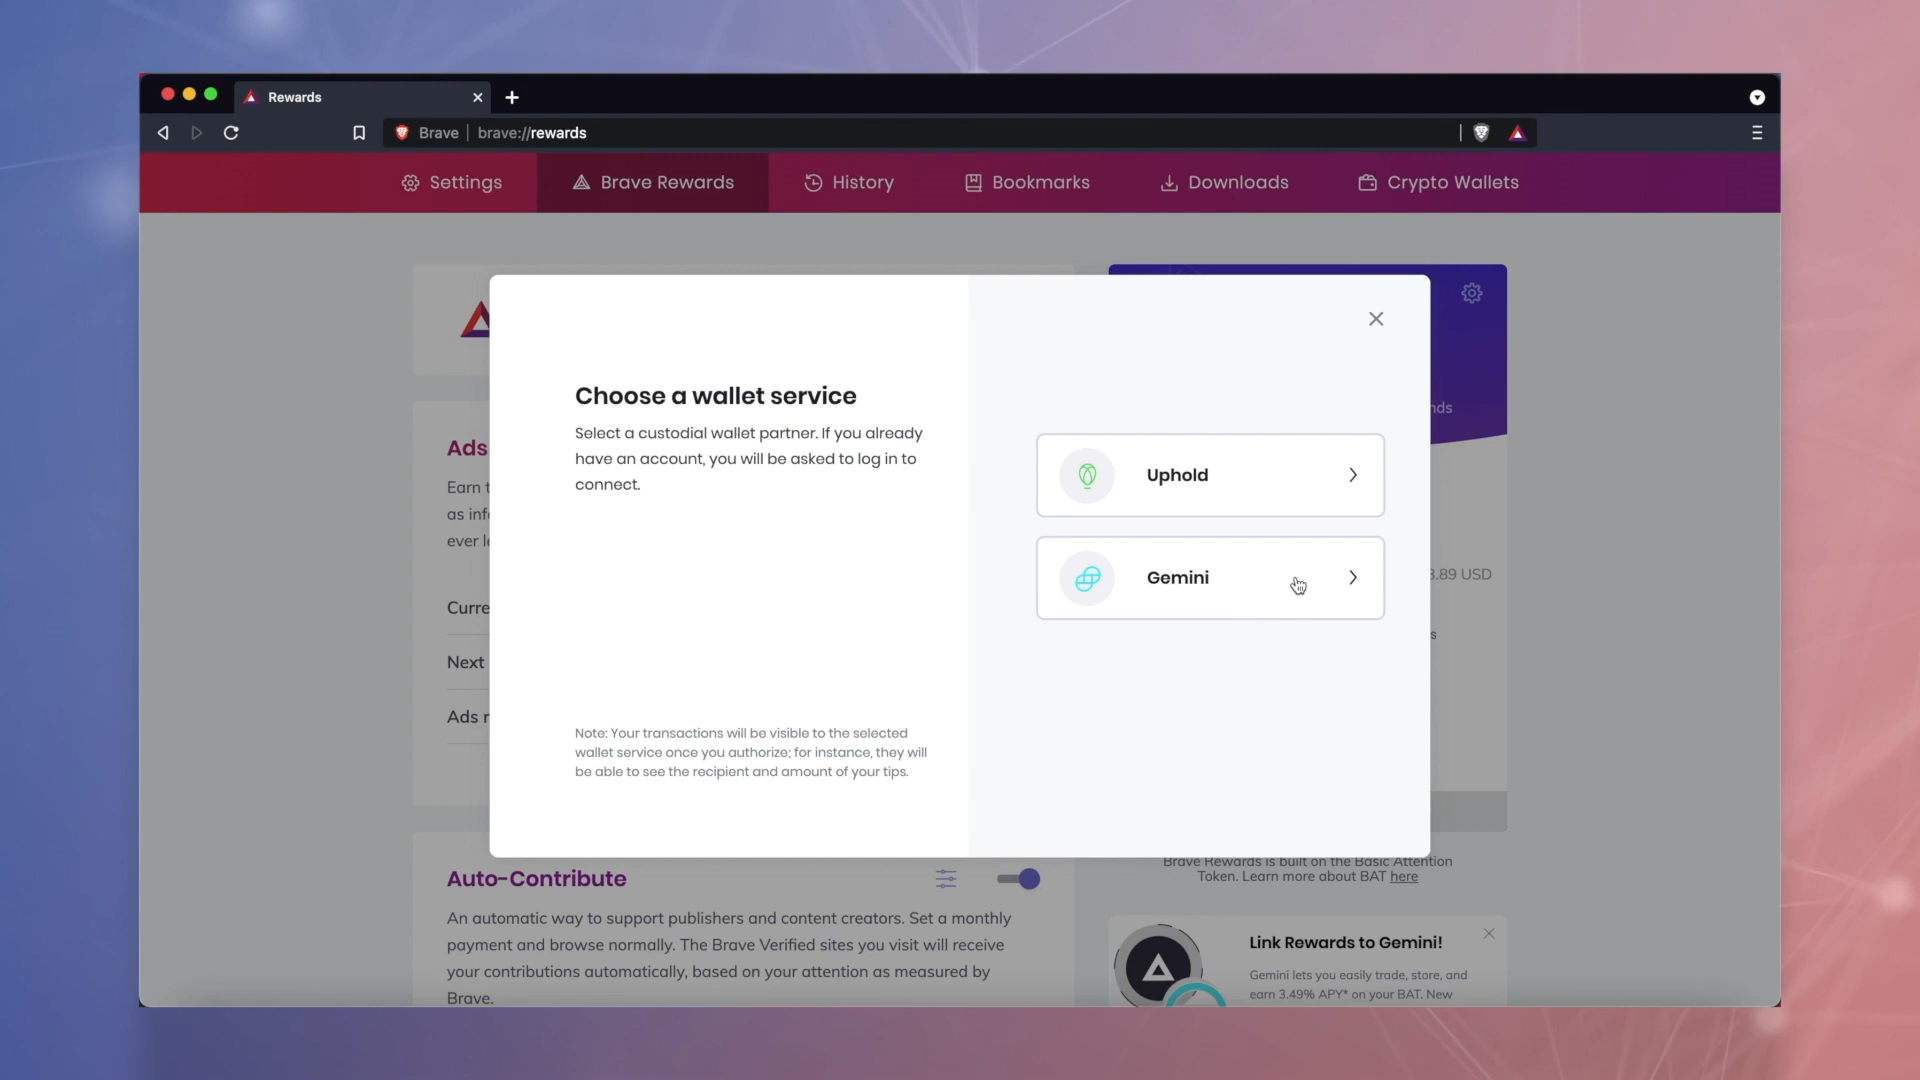 Rewards
Brave | brave://rewards
Settings
Brave Rewards
History
Bookmarks
Downloads
Crypto Wallets
Choose a wallet service
Select a custodial wallet partner. If you already
have an account, you will be asked to log in to
connect.
Note: Your transactions will be visible to the selected
wallet service once you authorize; for instance, they will
be able to see the recipient and amount of your tips.
Uphold
Gemini
Ads
Earn
as
ever
Next
Ads
USD
Auto-Contribute
An automatic way to support publishers and content creators. Set a monthly
payment and browse normally. The Brave Verified sites you visit will receive
your contributions automatically, based on your attention as measured by
Brave.
Brave Rewards is built on the Basic Attention
Token. Learn more about BAT here
Link Rewards to Gemini!
Gemini lets you easily trade, store, and
earn 3.49% APY* on your BAT. New